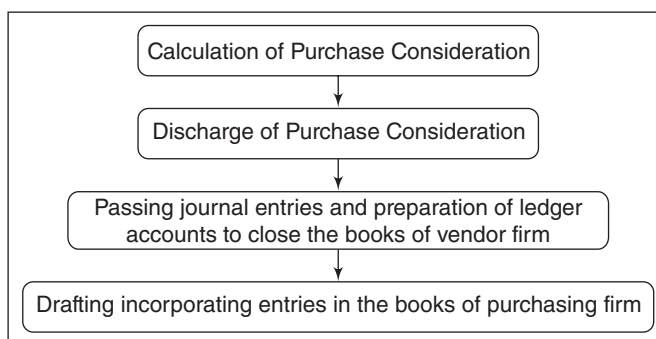 Calculation of Purchase Consideration
Discharge of Purchase Consideration
Passing journal entries and preparation of ledger
accounts to close the books of vendor firm
Drafting incorporating entries in the books of purchasing firm